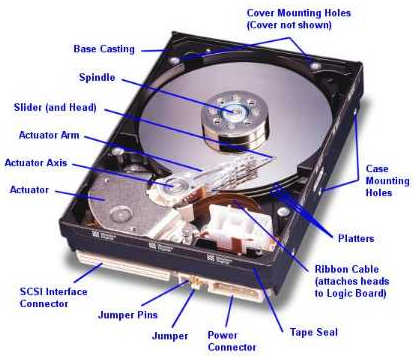 Cover Mounting Holes
(Cover not shown)
Base Casting
Spindle
Slider (and Head)
Actuator Arm
Actuator Axis
Actuator
Case
Mounting
Holes
Platters
Ribbon Cable
(attaches heads
to Logic Board)
SCSI Interface
Connector
Jumper Pins
Jumper
Power
Connector
Tape Seal